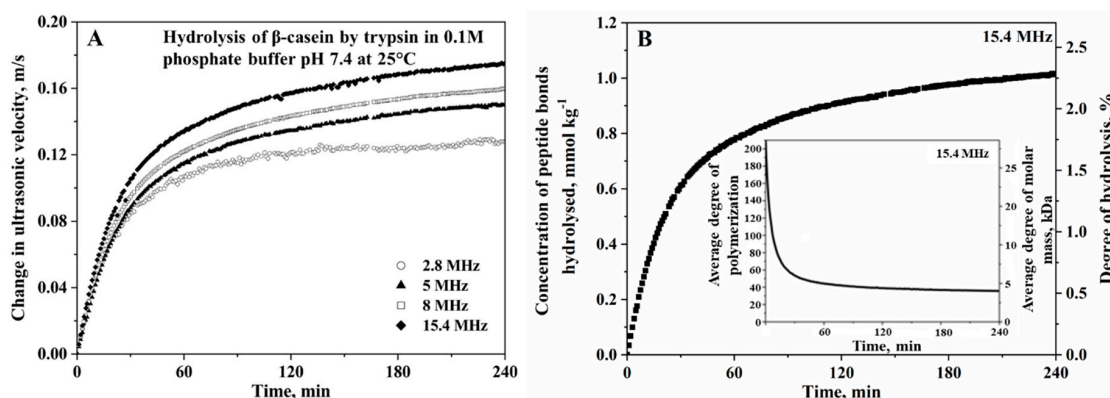 A
Hydrolysis of β-casein by trypsin in 0.1M
phosphate buffer pH 7.4 at 25°C
Change in ultrasonic velocity, m/s
0.20
0.16
0.12
0.08
0.04
0.00
2.8 MHz
5 MHz
8 MHz
15.4 MHz
0 60 120 180 240
Time, min
B
15.4 MHz
Concentration of peptide bonds
hydrolysed, mmol kg-1
1.2
1.0
0.8
0.6
0.4
0.2
0.0
2.5
2.0
1.5
1.0
0.5
0.0
Degree of hydrolysis, %
15.4 MHz
Average degree of
polymerization
200
180
160
140
120
100
80
60
40
20
0
25
20
15
10
5
0
Average degree of molar
mass, kDa
0 60 120 180 240
Time, min
0 60 120 180 240
Time, min